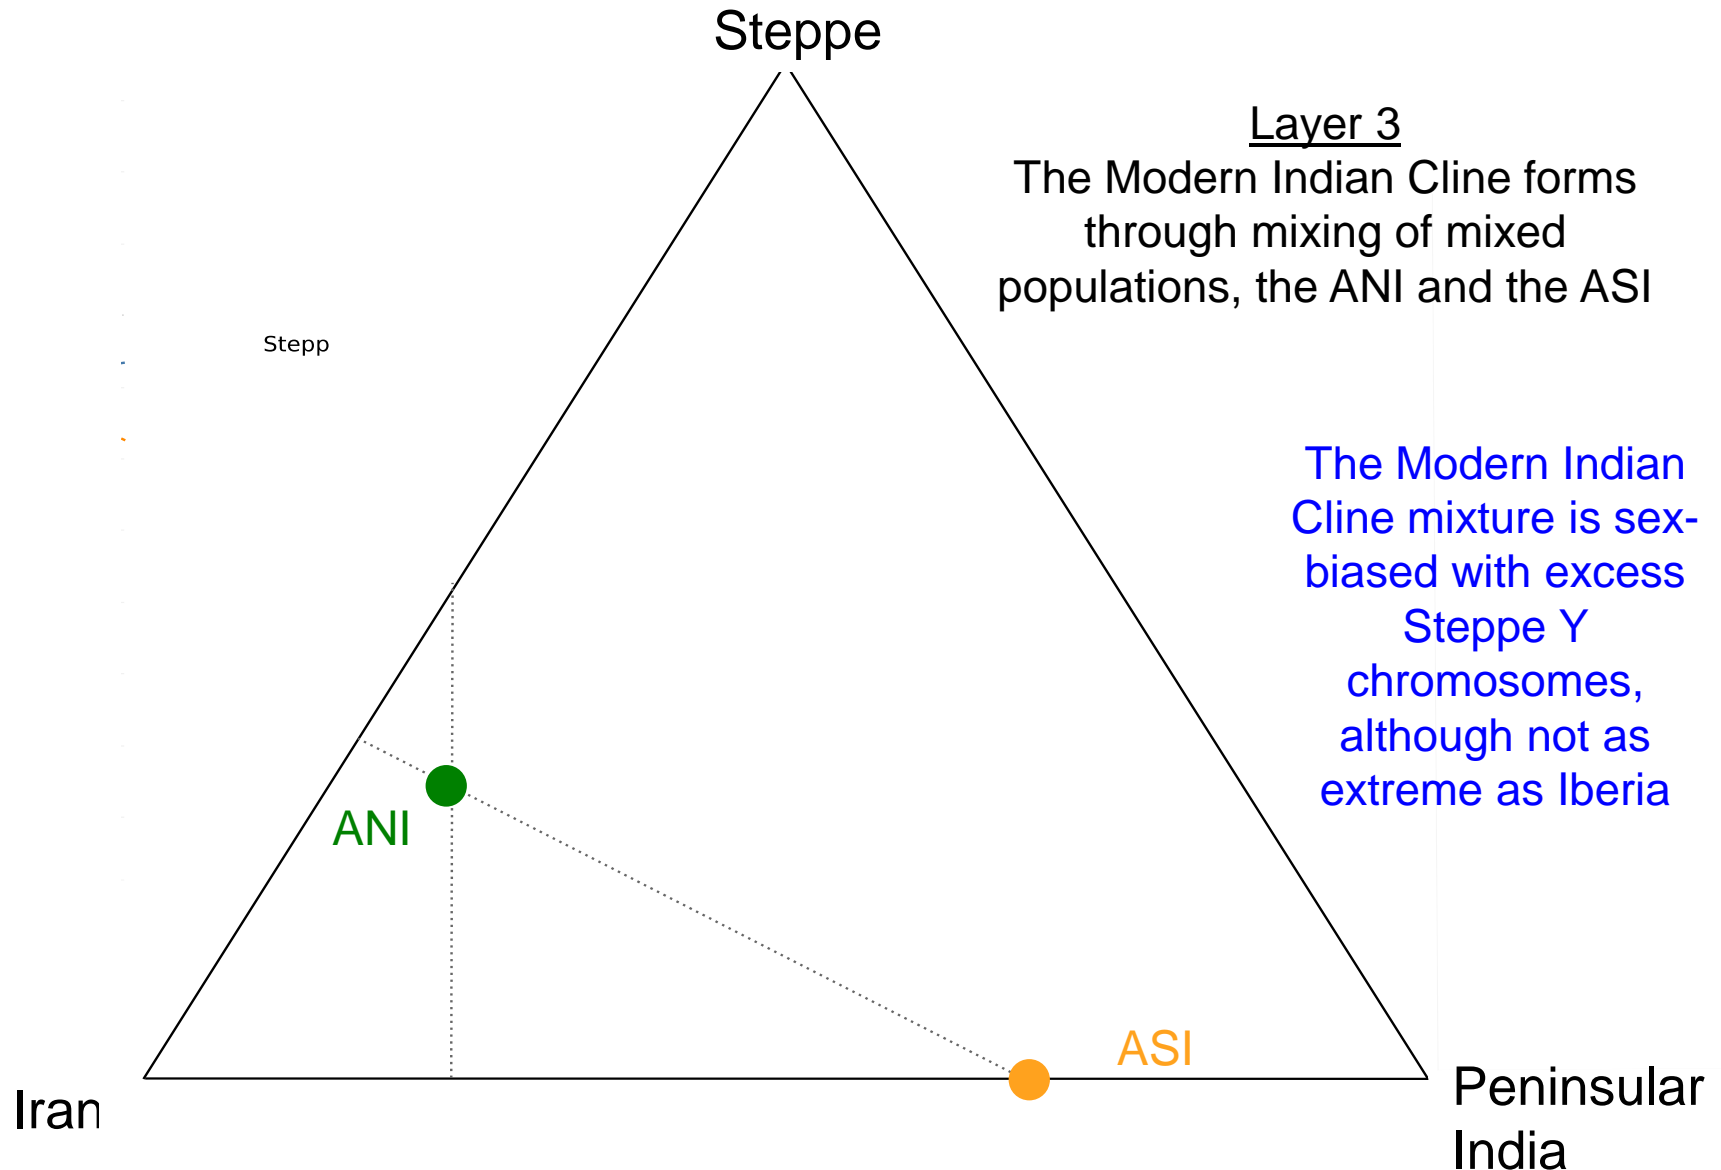 Steppe
Layer 3
The Modern Indian Cline forms
through mixing of mixed
populations, the ANI and the ASI
Stepp
The Modern Indian
Cline mixture is sex-
biased with excess
Steppe Y
chromosomes,
although not as
extreme as Iberia
ANI
ASI
Iran
Peninsular
India